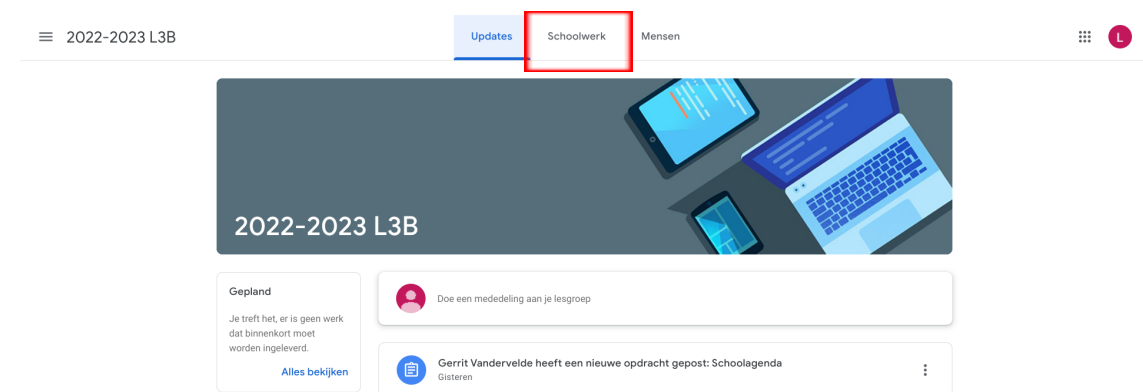 2022-2023 L3B
Updates
Schoolwerk
Mensen
L
2022-2023 L3B
Gepland
Je treft het, er is geen werk
dat binnenkort moet
worden ingeleverd.
Alles bekijken
Doe een mededeling aan je lesgroep
Gerrit Vandervelde heeft een nieuwe opdracht gepost: Schoolagenda
Gisteren